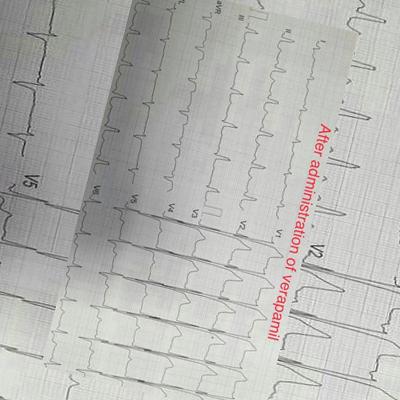 After administration of verapamil
I
II
III
aVR
V1
V2
V3
V4
V5
V6
V2
V5